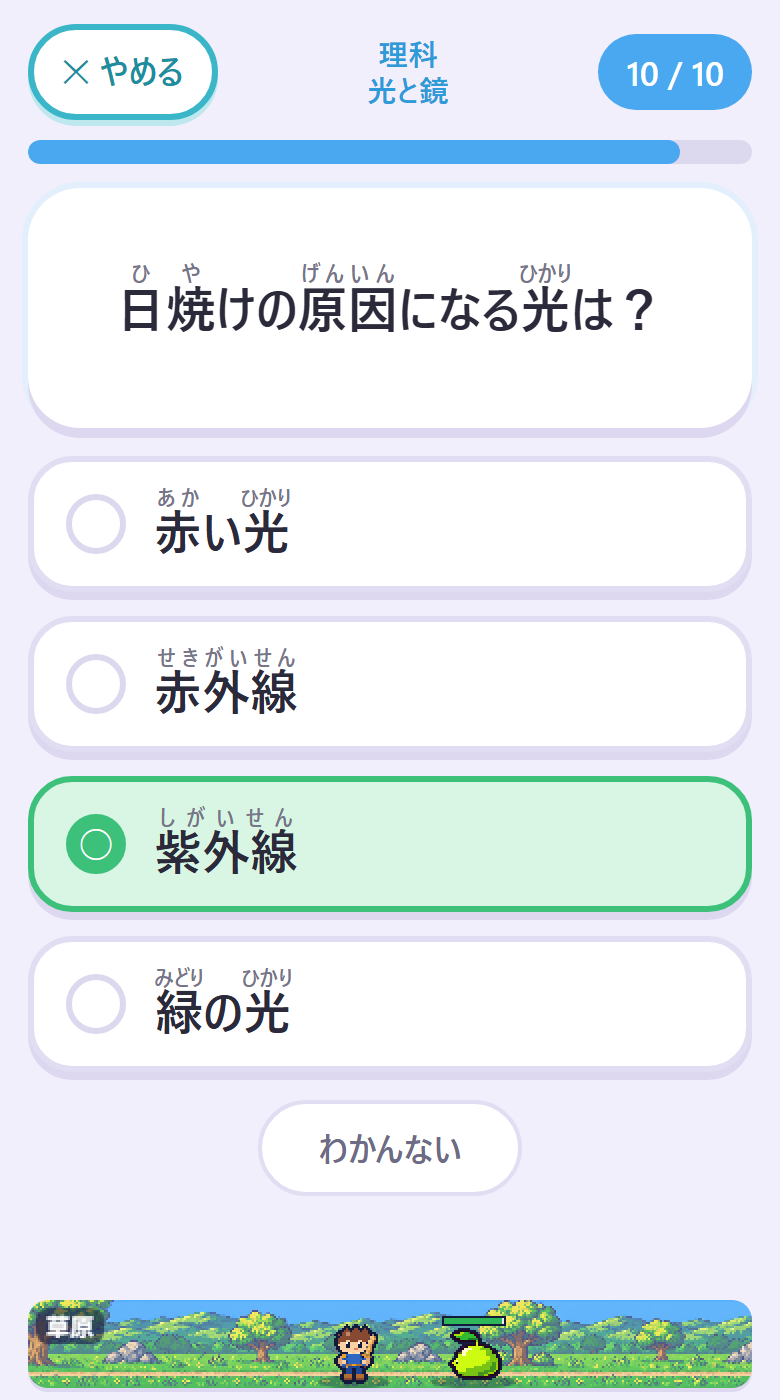 × やめる
理科
光と鏡
10 / 10
日焼けの原因になる光は？
ひ や げんいん ひかり
赤い光
あか ひかり
赤外線
せきがいせん
紫外線
しがいせん
緑の光
みどり ひかり
わかんない
草原